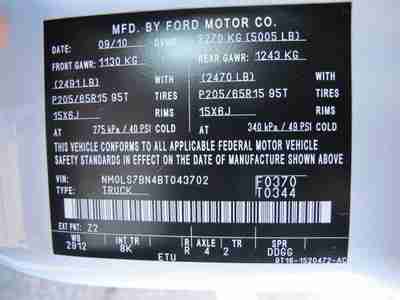 MFD. BY FORD MOTOR CO.
DATE: 09/10 GVWR: 2270 KG (5005 LB)
FRONT GAWR: 1130 KG REAR GAWR: 1243 KG
(2491 LB) WITH (2470 LB) WITH
P205/65R15 95T TIRES P205/65R15 95T TIRES
15X6J RIMS 15X6J RIMS
AT 275 kPa / 40 PSI COLD AT 340 kPa / 49 PSI COLD
THIS VEHICLE CONFORMS TO ALL APPLICABLE FEDERAL MOTOR VEHICLE
SAFETY STANDARDS IN EFFECT ON THE DATE OF MANUFACTURE SHOWN ABOVE.
VIN: NM0LS7BN4BT043702 F0370
TYPE: TRUCK T0344
EXT PNT: Z2
WB INT TR R AXLE TR SPR
2912 8K R 4 2 DDGG
ETU 9T16-1520472-AC